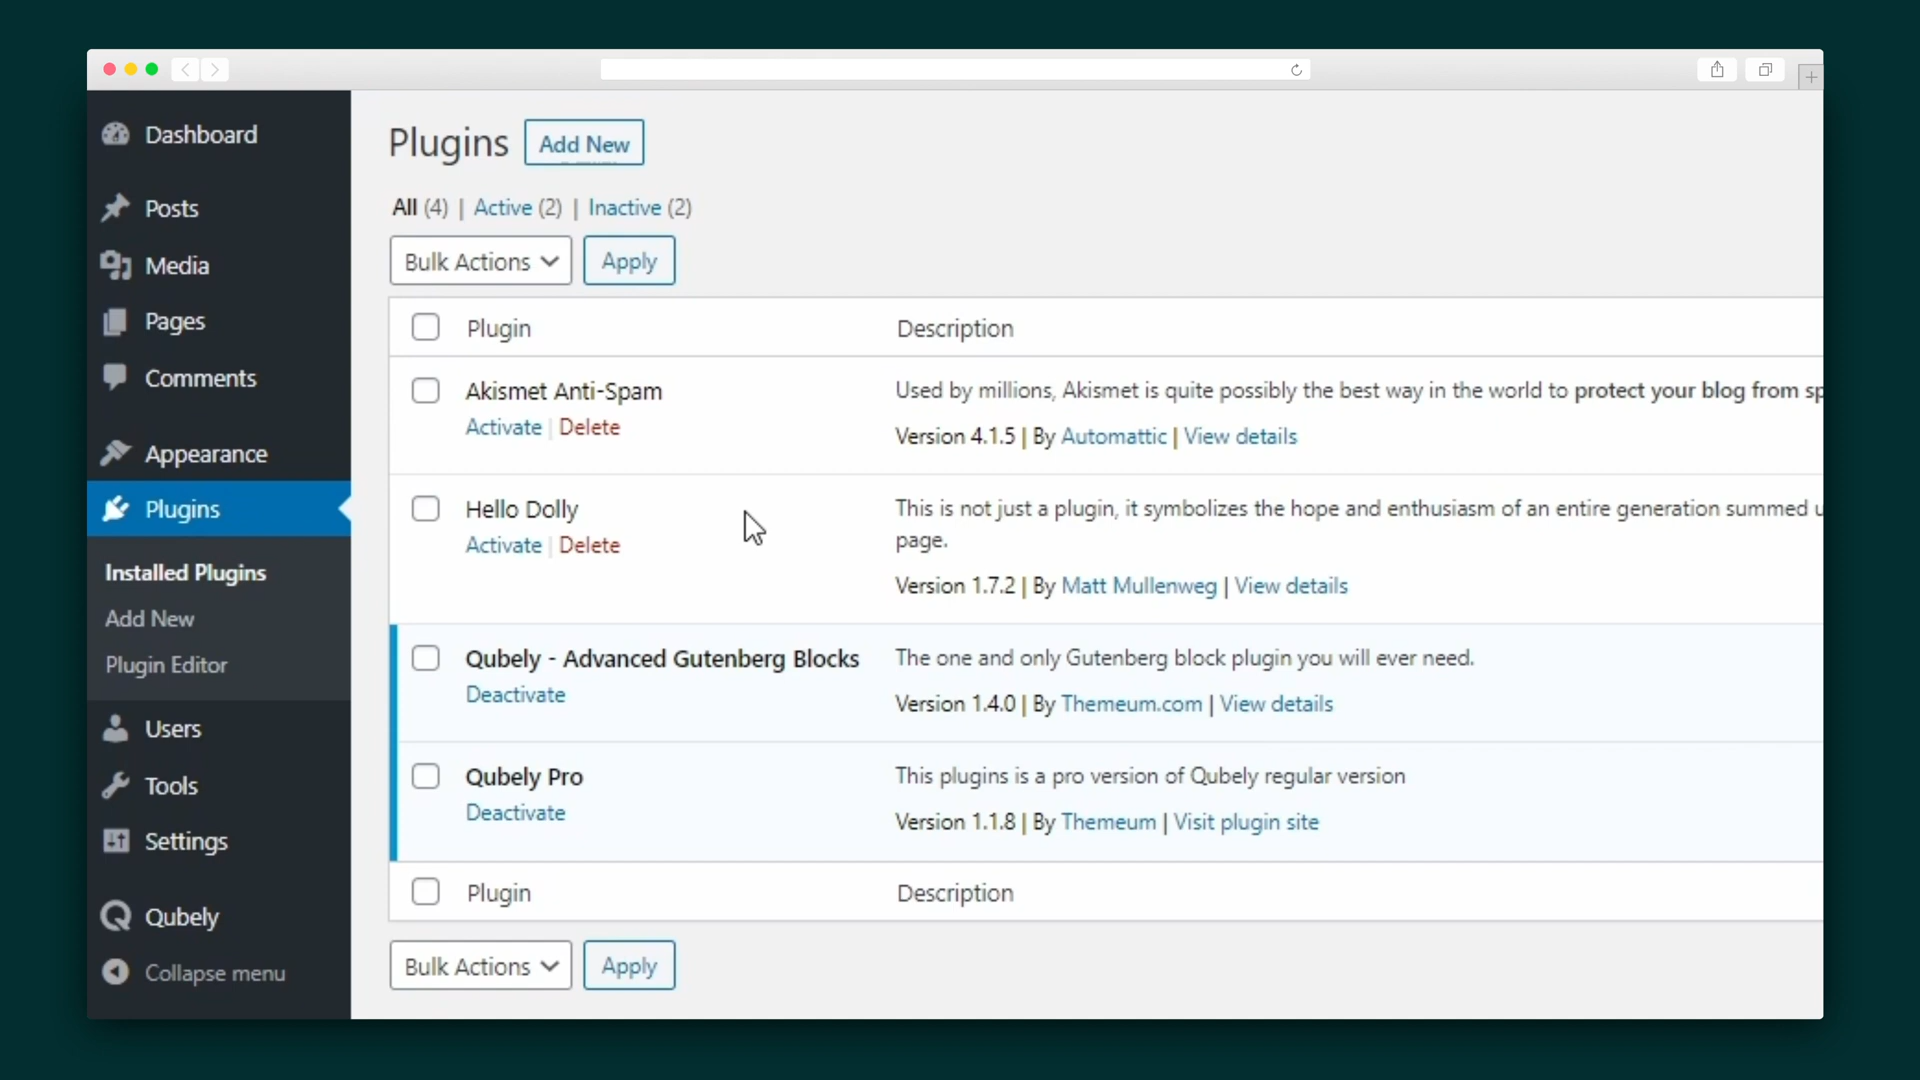 Dashboard
Posts
Media
Pages
Comments
Appearance
Plugins
Installed Plugins
Add New
Plugin Editor
Users
Tools
Settings
Qubely
Collapse menu
Plugins Add New
All (4) | Active (2) | Inactive (2)
Bulk Actions Apply
Plugin Description
Akismet Anti-Spam
Activate | Delete
Used by millions, Akismet is quite possibly the best way in the world to protect your blog from sp
Version 4.1.5 | By Automattic | View details
Hello Dolly
Activate | Delete
This is not just a plugin, it symbolizes the hope and enthusiasm of an entire generation summed u
page.
Version 1.7.2 | By Matt Mullenweg | View details
Qubely - Advanced Gutenberg Blocks
Deactivate
The one and only Gutenberg block plugin you will ever need.
Version 1.4.0 | By Themeum.com | View details
Qubely Pro
Deactivate
This plugins is a pro version of Qubely regular version
Version 1.1.8 | By Themeum | Visit plugin site
Plugin Description
Bulk Actions Apply